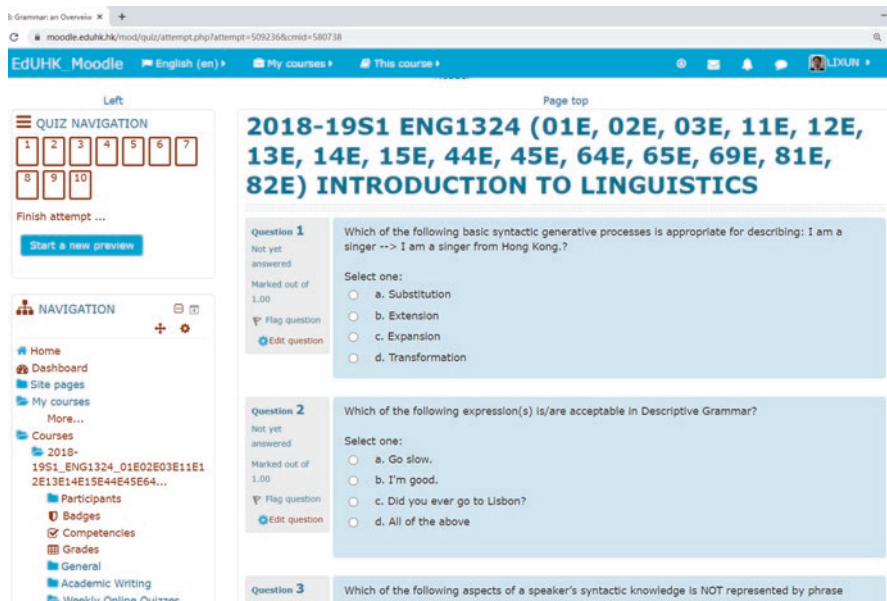 : Grammar: an Overveiw × +
moodle.eduhk.hk/mod/quiz/attempt.php?attempt=509236&cmid=580738
EdUHK_Moodle English (en) My courses This course LIXUN
Left
Page top
QUIZ NAVIGATION
1 2 3 4 5 6 7
8 9 10
Finish attempt ...
Start a new preview
2018-19S1 ENG1324 (01E, 02E, 03E, 11E, 12E,
13E, 14E, 15E, 44E, 45E, 64E, 65E, 69E, 81E,
82E) INTRODUCTION TO LINGUISTICS
Question 1
Not yet
answered
Marked out of
1.00
Flag question
Edit question
Which of the following basic syntactic generative processes is appropriate for describing: I am a
singer --> I am a singer from Hong Kong.?
Select one:
a. Substitution
b. Extension
c. Expansion
d. Transformation
NAVIGATION
Home
Dashboard
Site pages
My courses
More...
Courses
2018-
19S1_ENG1324_01E02E03E11E1
2E13E14E15E44E45E64...
Participants
Badges
Competencies
Grades
General
Academic Writing
Weekly Online Quizzes
Question 2
Not yet
answered
Marked out of
1.00
Flag question
Edit question
Which of the following expression(s) is/are acceptable in Descriptive Grammar?
Select one:
a. Go slow.
b. I'm good.
c. Did you ever go to Lisbon?
d. All of the above
Question 3
Which of the following aspects of a speaker's syntactic knowledge is NOT represented by phrase